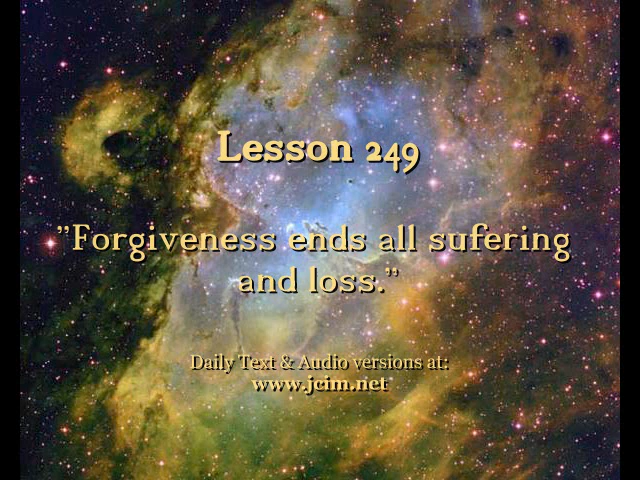 Lesson 249
"Forgiveness ends all sufering
and loss."
Daily Text & Audio versions at:
www.jcim.net